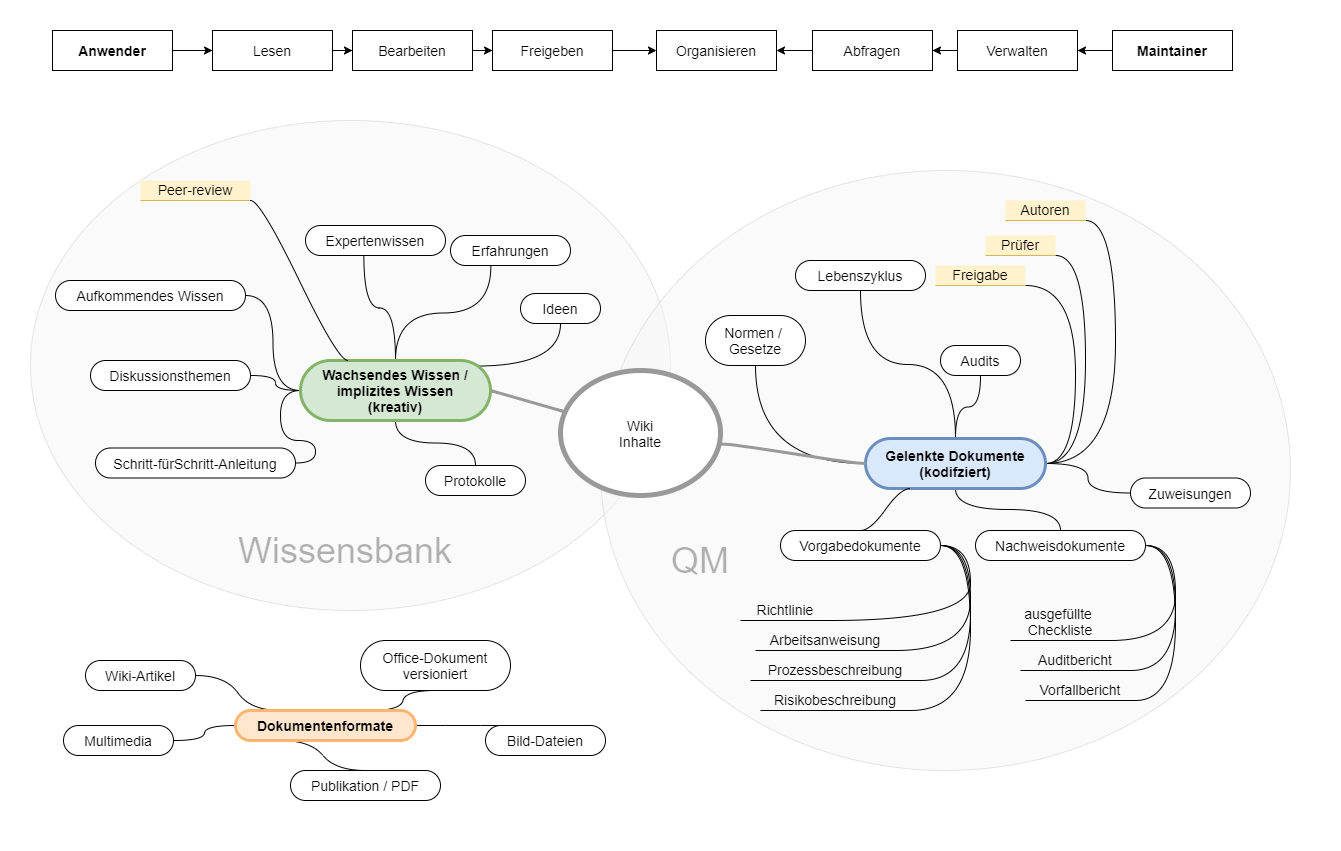 Anwender
Lesen
Bearbeiten
Freigeben
Organisieren
Abfragen
Verwalten
Maintainer
Peer-review
Expertenwissen
Erfahrungen
Aufkommendes Wissen
Ideen
Diskussionsthemen
Wachsendes Wissen /
implizites Wissen
(kreativ)
Schritt-fürSchritt-Anleitung
Protokolle
Wissensbank
Wiki
Inhalte
Autoren
Prüfer
Freigabe
Lebenszyklus
Normen /
Gesetze
Audits
Gelenkte Dokumente
(kodifziert)
Zuweisungen
Vorgabedokumente
Nachweisdokumente
QM
Richtlinie
Arbeitsanweisung
Prozessbeschreibung
Risikobeschreibung
ausgefüllte
Checkliste
Auditbericht
Vorfallbericht
Wiki-Artikel
Office-Dokument
versioniert
Dokumentenformate
Multimedia
Bild-Dateien
Publikation / PDF